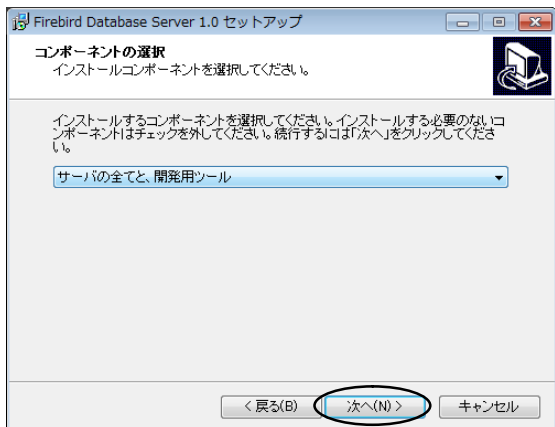 Firebird Database Server 1.0 セットアップ
コンポーネントの選択
インストールコンポーネントを選択してください。
インストールするコンポーネントを選択してください。インストールする必要のないコ
ンポーネントはチェックを外してください。続行するには「次へ」をクリックしてくださ
い。
サーバの全てと、開発用ツール
< 戻る(B)
次へ(N) >
キャンセル